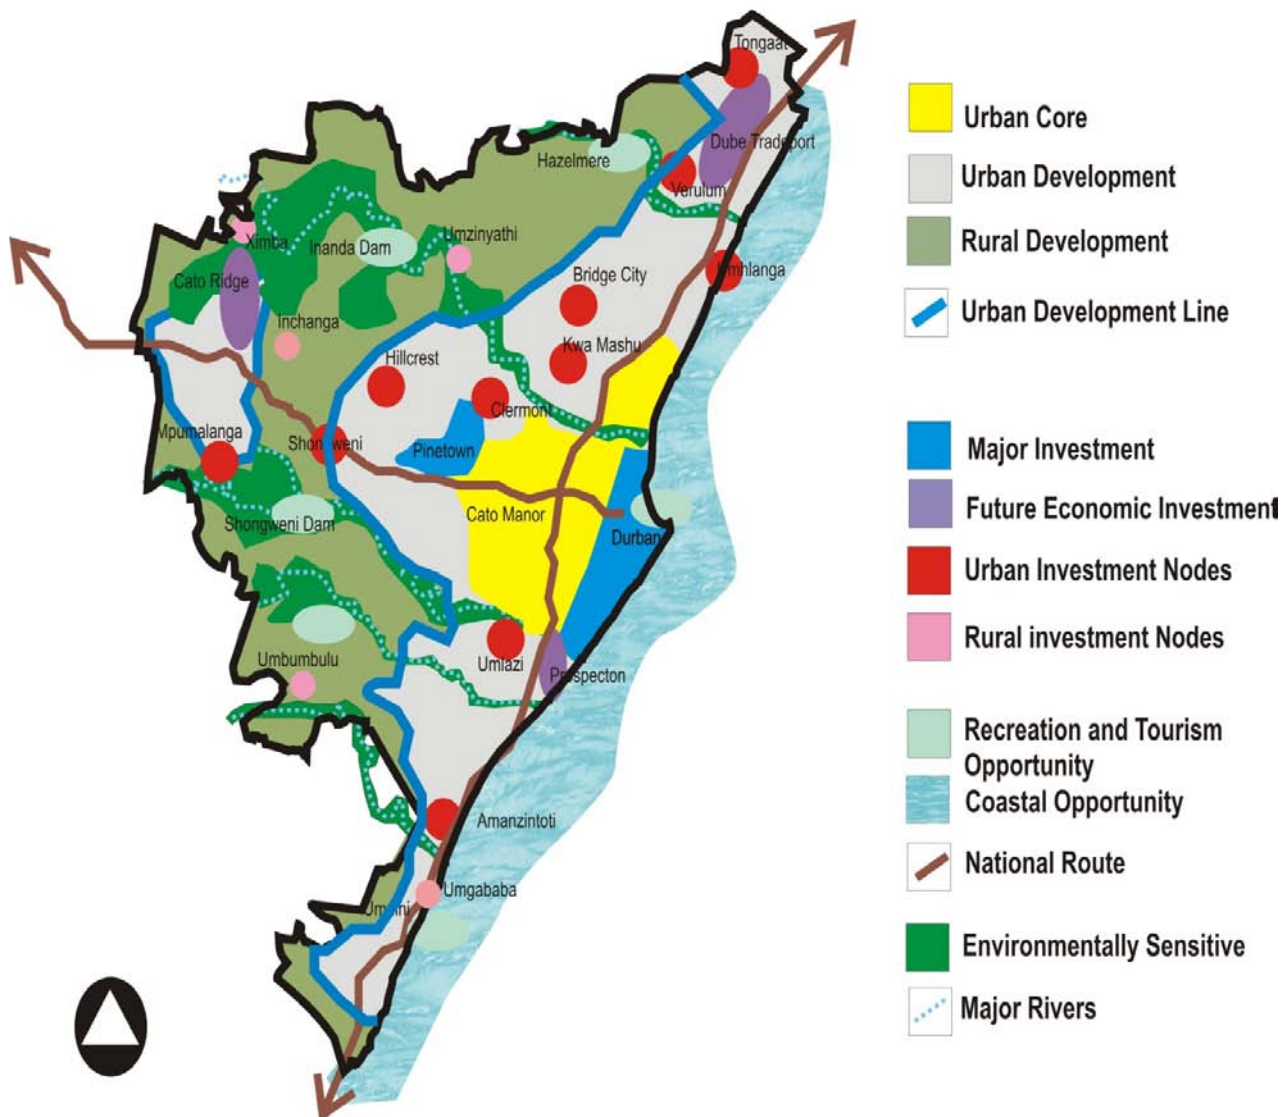 Tongaat
Dube Tradeport
Hazelmere
Verulum
Ximba
Inanda Dam
Umzinyathi
Cato Ridge
Bridge City
Inchanga
Kwa Mashu
Hillcrest
Clermont
Mpumalanga
Shongweni
Pinetown
Shongweni Dam
Cato Manor
Durban
Umbumbulu
Umlazi
Prospecton
Amanzintoti
Umgababa
Urban Core
Urban Development
Rural Development
Urban Development Line
Major Investment
Future Economic Investment
Urban Investment Nodes
Rural investment Nodes
Recreation and Tourism
Opportunity
Coastal Opportunity
National Route
Environmentally Sensitive
Major Rivers